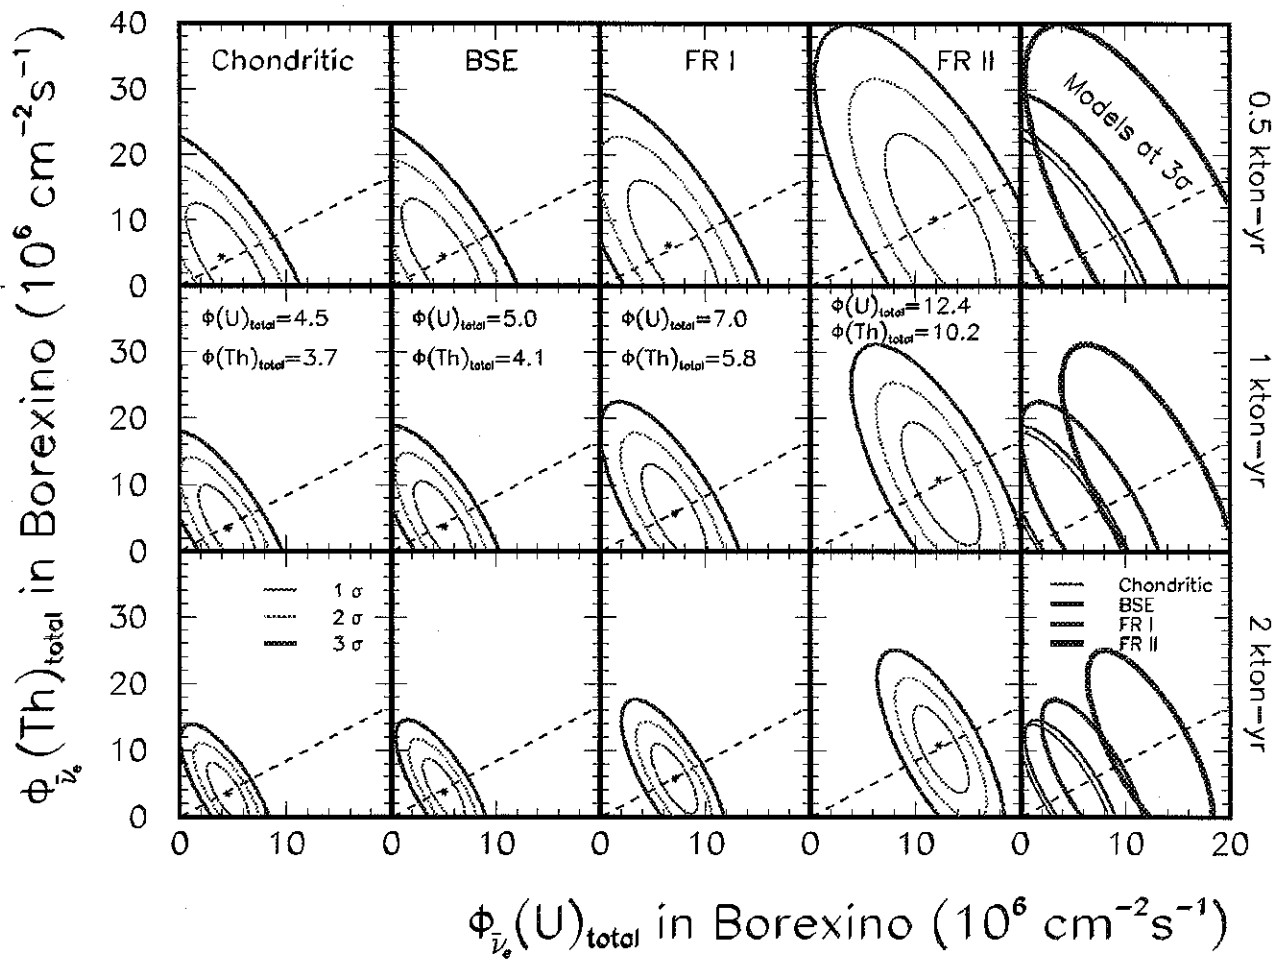 ϕν̄ₑ(Th)total in Borexino (10⁶ cm⁻²s⁻¹)
40
30
20
10
0
30
20
10
0
30
20
10
0
Chondritic
BSE
FR I
FR II
Models at 3σ
0.5 kton−yr
ϕ(U)total=4.5
ϕ(Th)total=3.7
ϕ(U)total=5.0
ϕ(Th)total=4.1
ϕ(U)total=7.0
ϕ(Th)total=5.8
ϕ(U)total=12.4
ϕ(Th)total=10.2
1 kton−yr
1 σ
2 σ
3 σ
Chondritic
BSE
FR I
FR II
2 kton−yr
0 10 0 10 0 10 0 10 0 10 20
ϕν̄ₑ(U)total in Borexino (10⁶ cm⁻²s⁻¹)